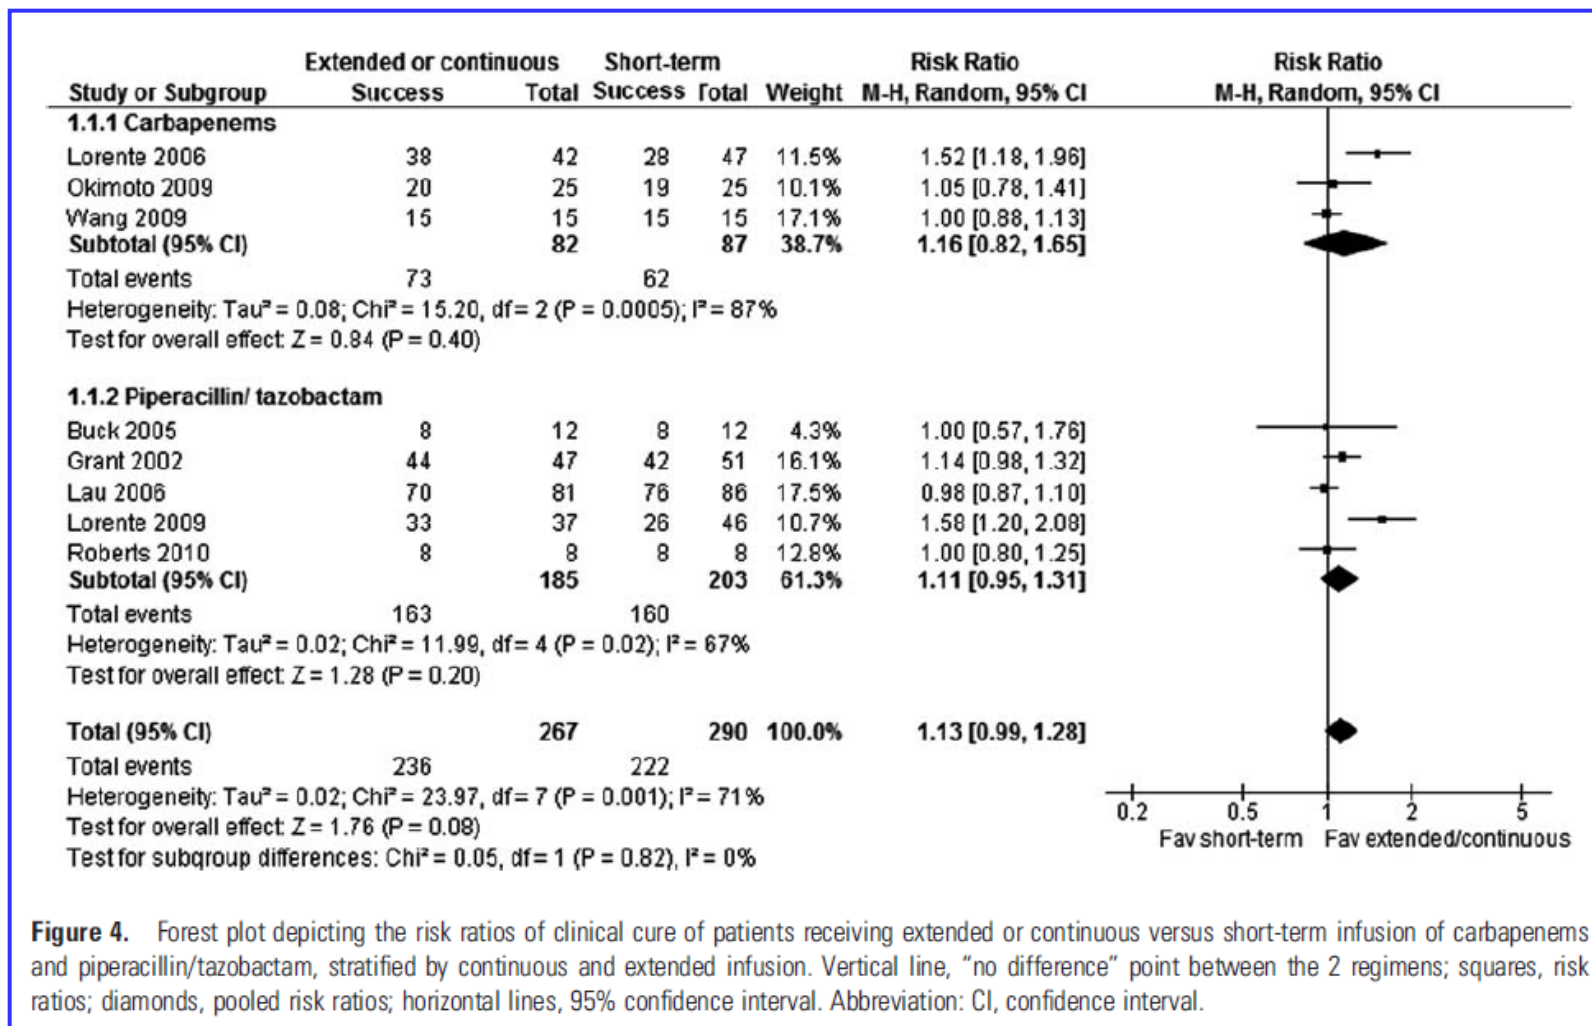 Extended or continuous Short-term Risk Ratio Risk Ratio
Study or Subgroup Success Total Success Total Weight M-H, Random, 95% CI M-H, Random, 95% CI
1.1.1 Carbapenems
Lorente 2006 38 42 28 47 11.5% 1.52 [1.18, 1.96]
Okimoto 2009 20 25 19 25 10.1% 1.05 [0.78, 1.41]
Wang 2009 15 15 15 15 17.1% 1.00 [0.88, 1.13]
Subtotal (95% CI) 82 87 38.7% 1.16 [0.82, 1.65]
Total events 73 62
Heterogeneity: Tau² = 0.08; Chi² = 15.20, df = 2 (P = 0.0005); I² = 87%
Test for overall effect: Z = 0.84 (P = 0.40)
1.1.2 Piperacillin/ tazobactam
Buck 2005 8 12 8 12 4.3% 1.00 [0.57, 1.76]
Grant 2002 44 47 42 51 16.1% 1.14 [0.98, 1.32]
Lau 2006 70 81 76 86 17.5% 0.98 [0.87, 1.10]
Lorente 2009 33 37 26 46 10.7% 1.58 [1.20, 2.08]
Roberts 2010 8 8 8 8 12.8% 1.00 [0.80, 1.25]
Subtotal (95% CI) 185 203 61.3% 1.11 [0.95, 1.31]
Total events 163 160
Heterogeneity: Tau² = 0.02; Chi² = 11.99, df = 4 (P = 0.02); I² = 67%
Test for overall effect: Z = 1.28 (P = 0.20)
Total (95% CI) 267 290 100.0% 1.13 [0.99, 1.28]
Total events 236 222
Heterogeneity: Tau² = 0.02; Chi² = 23.97, df = 7 (P = 0.001); I² = 71%
Test for overall effect: Z = 1.76 (P = 0.08)
Test for subgroup differences: Chi² = 0.05, df = 1 (P = 0.82), I² = 0%
0.2 0.5 1 2 5
Fav short-term Fav extended/continuous
Figure 4. Forest plot depicting the risk ratios of clinical cure of patients receiving extended or continuous versus short-term infusion of carbapenems
and piperacillin/tazobactam, stratified by continuous and extended infusion. Vertical line, "no difference" point between the 2 regimens; squares, risk
ratios; diamonds, pooled risk ratios; horizontal lines, 95% confidence interval. Abbreviation: CI, confidence interval.